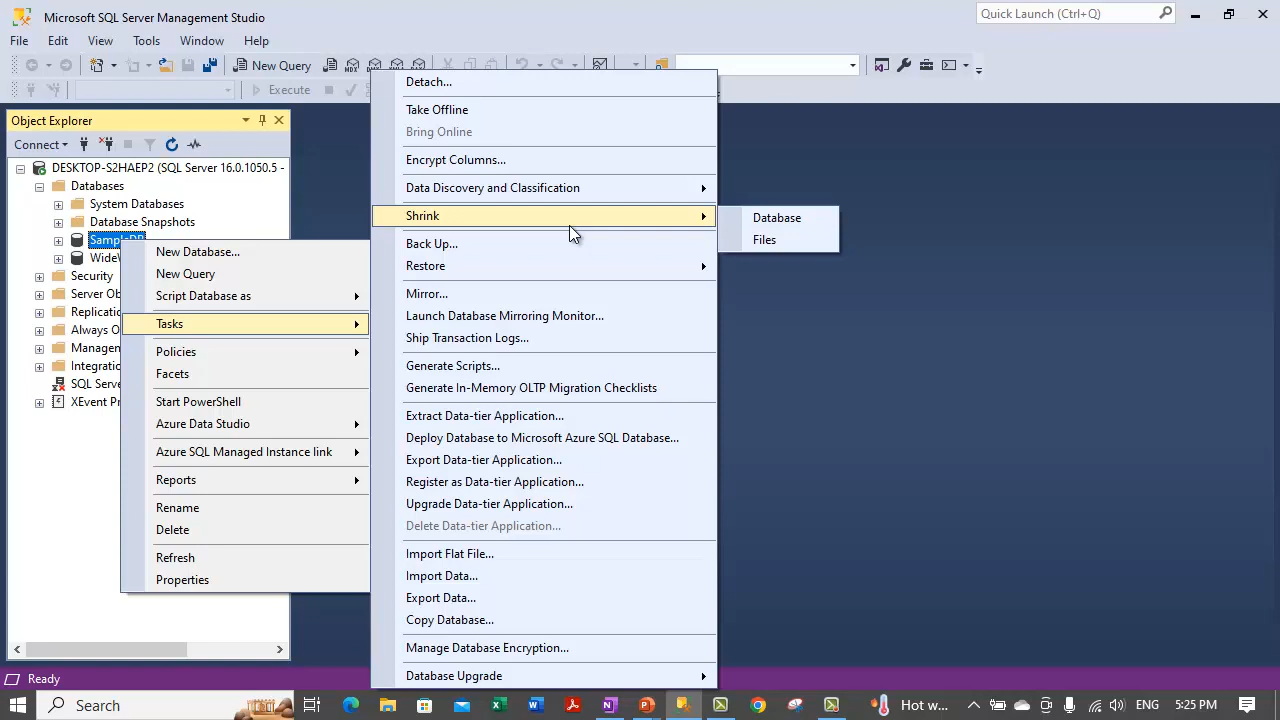 Microsoft SQL Server Management Studio
Quick Launch (Ctrl+Q)
File Edit View Tools Window Help
New Query
Execute
Object Explorer
Connect
DESKTOP-S2HAEP2 (SQL Server 16.0.1050.5 -
Databases
System Databases
Database Snapshots
SampleDB
WideW
Security
Server Ob
Replicatio
Always O
Managem
Integratio
SQL Serve
XEvent Pr
New Database...
New Query
Script Database as
Tasks
Policies
Facets
Start PowerShell
Azure Data Studio
Azure SQL Managed Instance link
Reports
Rename
Delete
Refresh
Properties
Detach...
Take Offline
Bring Online
Encrypt Columns...
Data Discovery and Classification
Shrink
Back Up...
Restore
Mirror...
Launch Database Mirroring Monitor...
Ship Transaction Logs...
Generate Scripts...
Generate In-Memory OLTP Migration Checklists
Extract Data-tier Application...
Deploy Database to Microsoft Azure SQL Database...
Export Data-tier Application...
Register as Data-tier Application...
Upgrade Data-tier Application...
Delete Data-tier Application...
Import Flat File...
Import Data...
Export Data...
Copy Database...
Manage Database Encryption...
Database Upgrade
Database
Files
Ready
Search
Hot w...
ENG
5:25 PM